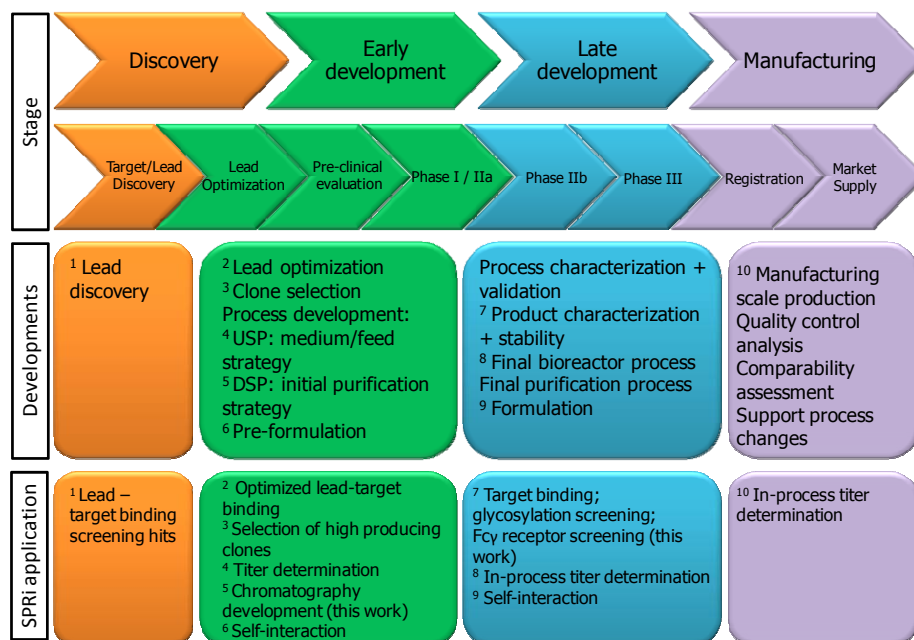 Stage
Discovery
Early
development
Late
development
Manufacturing
Target/Lead
Discovery
Lead
Optimization
Pre-clinical
evaluation
Phase I / IIa
Phase IIb
Phase III
Registration
Market
Supply
Developments
¹ Lead
discovery
² Lead optimization
³ Clone selection
Process development:
⁴ USP: medium/feed
strategy
⁵ DSP: initial purification
strategy
⁶ Pre-formulation
Process characterization +
validation
⁷ Product characterization
+ stability
⁸ Final bioreactor process
Final purification process
⁹ Formulation
¹⁰ Manufacturing
scale production
Quality control
analysis
Comparability
assessment
Support process
changes
SPRi application
¹ Lead –
target binding
screening hits
² Optimized lead-target
binding
³ Selection of high producing
clones
⁴ Titer determination
⁵ Chromatography
development (this work)
⁶ Self-interaction
⁷ Target binding;
glycosylation screening;
Fcγ receptor screening (this
work)
⁸ In-process titer determination
⁹ Self-interaction
¹⁰ In-process titer
determination